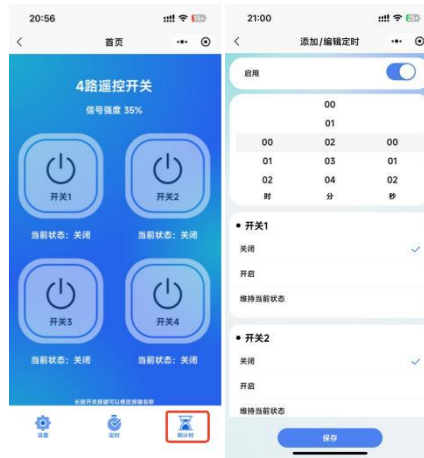 20:56
首页
4路遥控开关
信号强度 35%
开关1
开关2
当前状态：关闭
当前状态：关闭
开关3
开关4
当前状态：关闭
当前状态：关闭
长按开关按键可以修改按键名称
设置
定时
倒计时
21:00
添加/编辑定时
启用
00
01
00 02 00
01 03 01
02 04 02
时 分 秒
• 开关1
关闭
开启
维持当前状态
• 开关2
关闭
开启
维持当前状态
保存